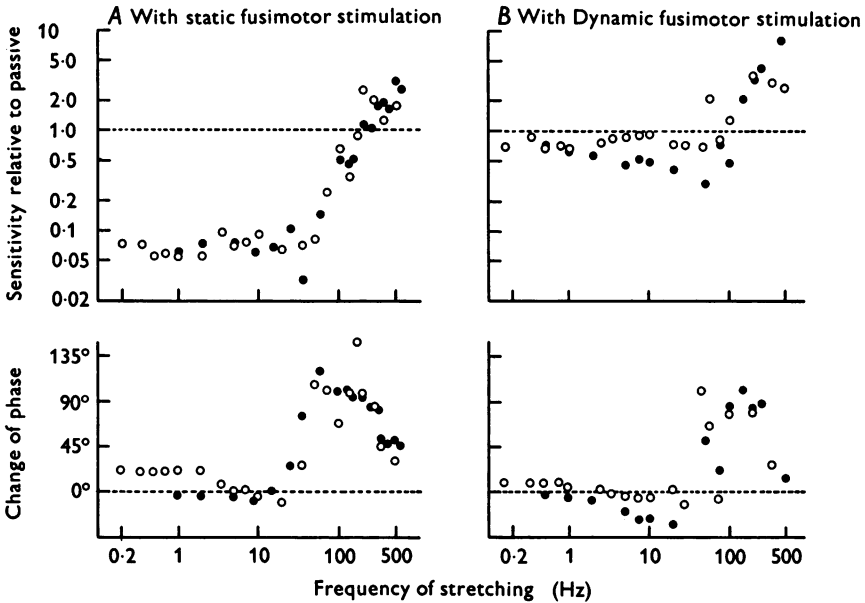 A With static fusimotor stimulation
B With Dynamic fusimotor stimulation
Sensitivity relative to passive
10
5·0
2·0
1·0
0·5
0·2
0·1
0·05
0·02
Change of phase
135°
90°
45°
0°
0·2 1 10 100 500
0·2 1 10 100 500
Frequency of stretching (Hz)